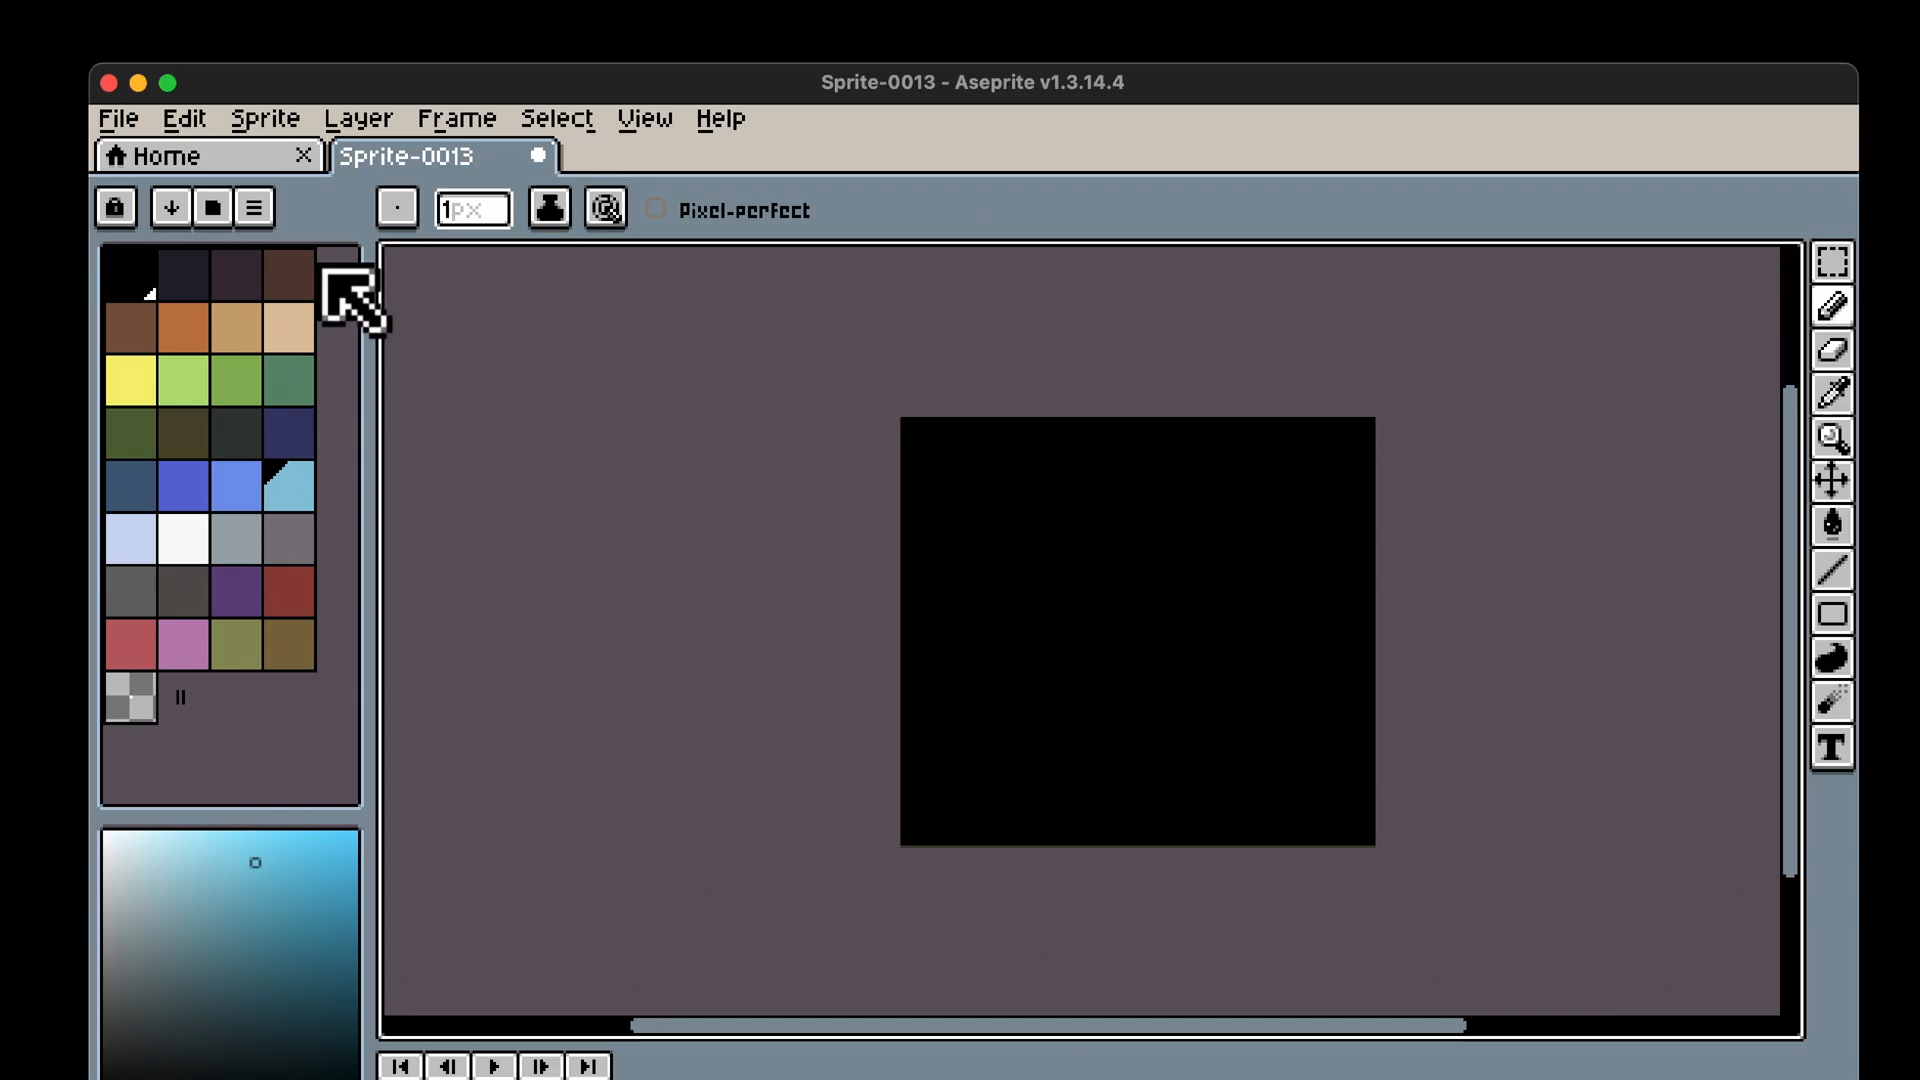 Sprite-0013 - Aseprite v1.3.14.4
File Edit Sprite Layer Frame Select View Help
Home
Sprite-0013
1px
Pixel-perfect
T